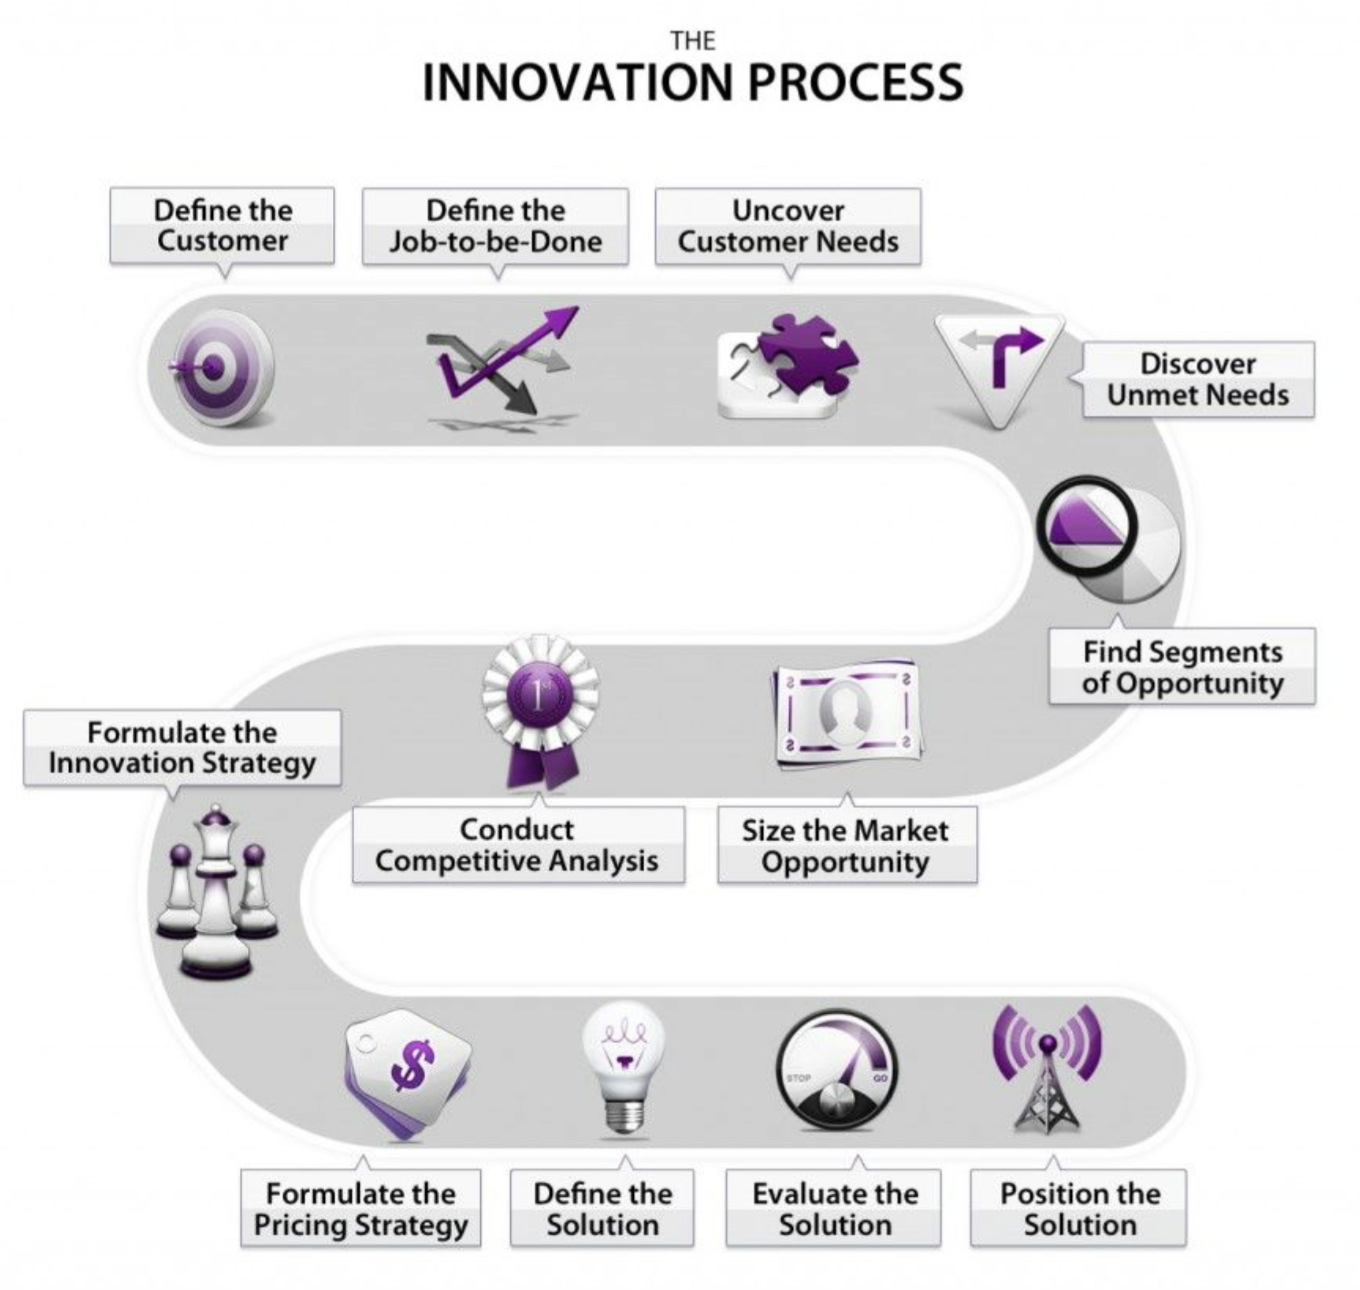 THE
INNOVATION PROCESS
Define the
Customer
Define the
Job-to-be-Done
Uncover
Customer Needs
Discover
Unmet Needs
Find Segments
of Opportunity
Size the Market
Opportunity
1st
Conduct
Competitive Analysis
Formulate the
Innovation Strategy
$
Formulate the
Pricing Strategy
Define the
Solution
STOP
GO
Evaluate the
Solution
Position the
Solution